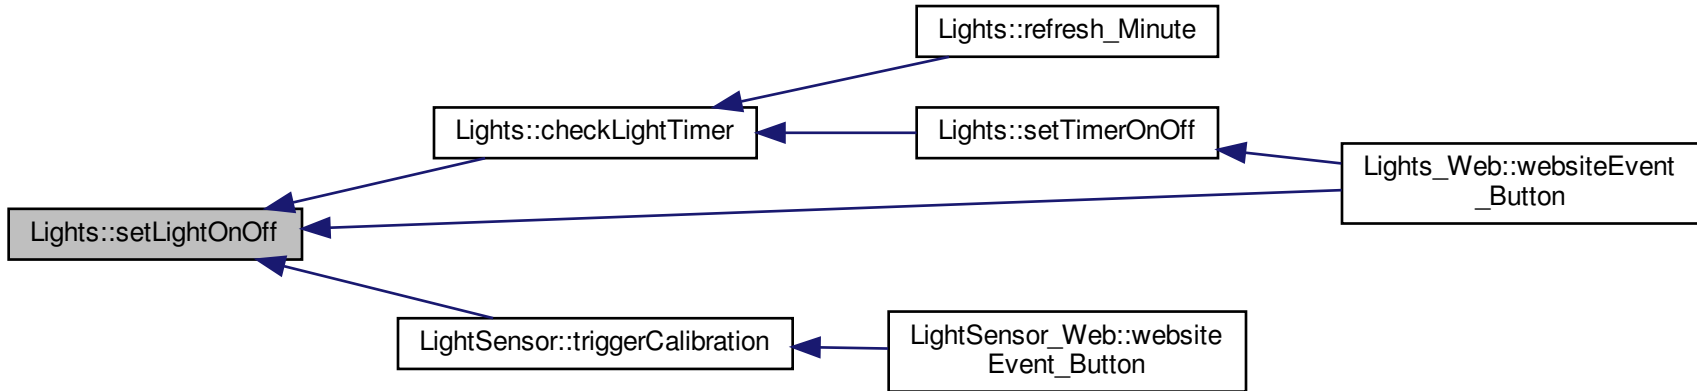 Lights::refresh_Minute
Lights::checkLightTimer
Lights::setTimerOnOff
Lights_Web::websiteEvent
_Button
Lights::setLightOnOff
LightSensor::triggerCalibration
LightSensor_Web::website
Event_Button